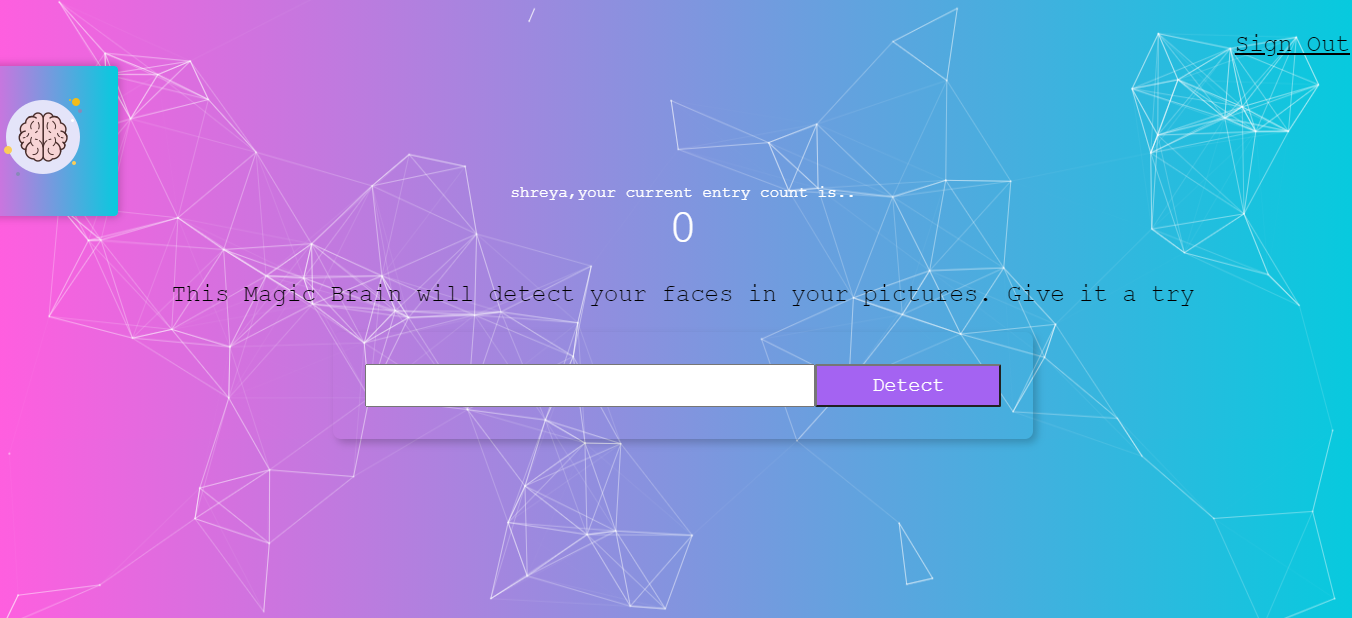 Sign Out
shreya,your current entry count is..
0
This Magic Brain will detect your faces in your pictures. Give it a try
Detect